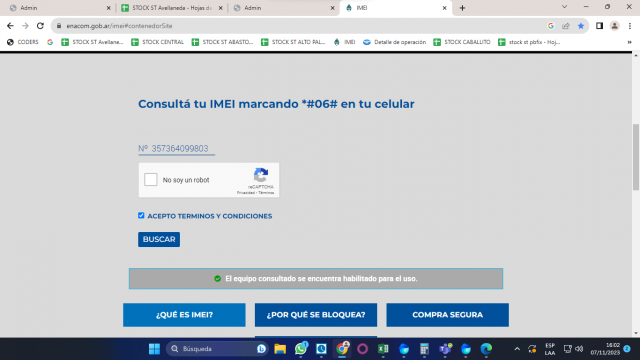 Admin
STOCK ST Avellaneda - Hojas de
Admin
IMEI
enacom.gob.ar/imei#contenedorSite
CODERS
G
STOCK ST Avellane...
STOCK CENTRAL
STOCK ST ABASTO...
STOCK ST ALTO PAL...
IMEI
Detalle de operación
STOCK CABALLITO
stock st pbfix - Hoj...
Consultá tu IMEI marcando *#06# en tu celular
Nº 357364099803
No soy un robot
reCAPTCHA
Privacidad - Términos
ACEPTO TERMINOS Y CONDICIONES
BUSCAR
El equipo consultado se encuentra habilitado para el uso.
¿QUÉ ES IMEI?
¿POR QUÉ SE BLOQUEA?
COMPRA SEGURA
Búsqueda
ESP
LAA
16:02
07/11/2023